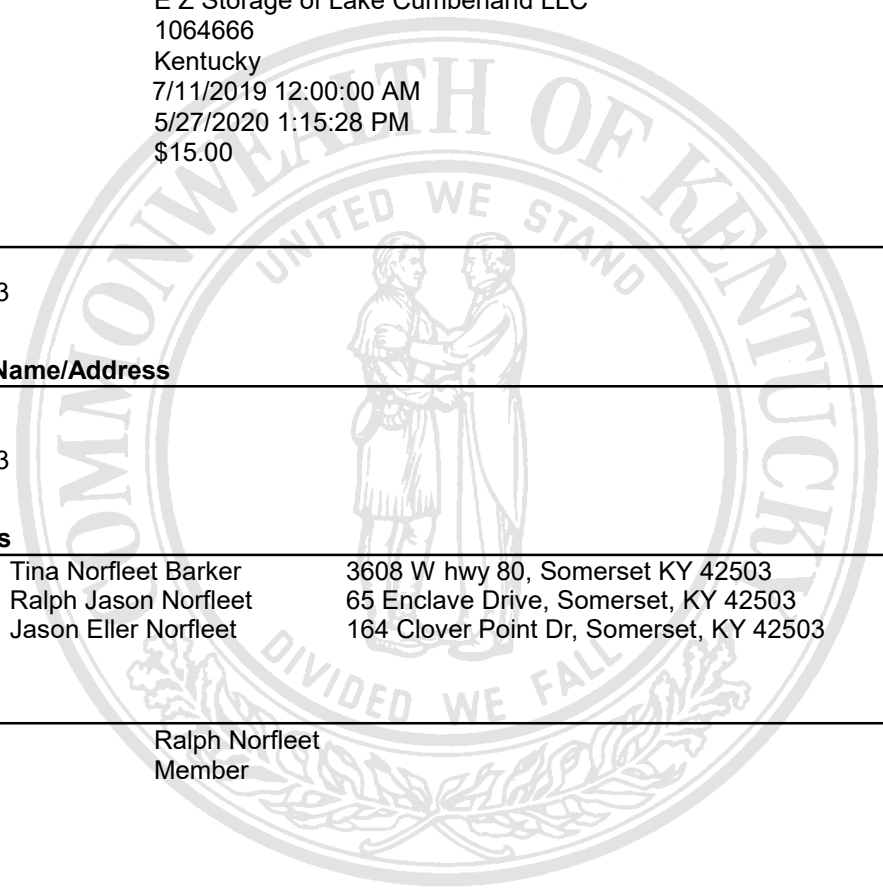 E Z Storage of Lake Cumberland LLC
1064666
Kentucky
7/11/2019 12:00:00 AM
5/27/2020 1:15:28 PM
$15.00
3
Name/Address
3
s
Tina Norfleet Barker 3608 W hwy 80, Somerset KY 42503
Ralph Jason Norfleet 65 Enclave Drive, Somerset, KY 42503
Jason Eller Norfleet 164 Clover Point Dr, Somerset, KY 42503
Ralph Norfleet
Member
COMMONWEALTH OF KENTUCKY
UNITED WE STAND
DIVIDED WE FALL